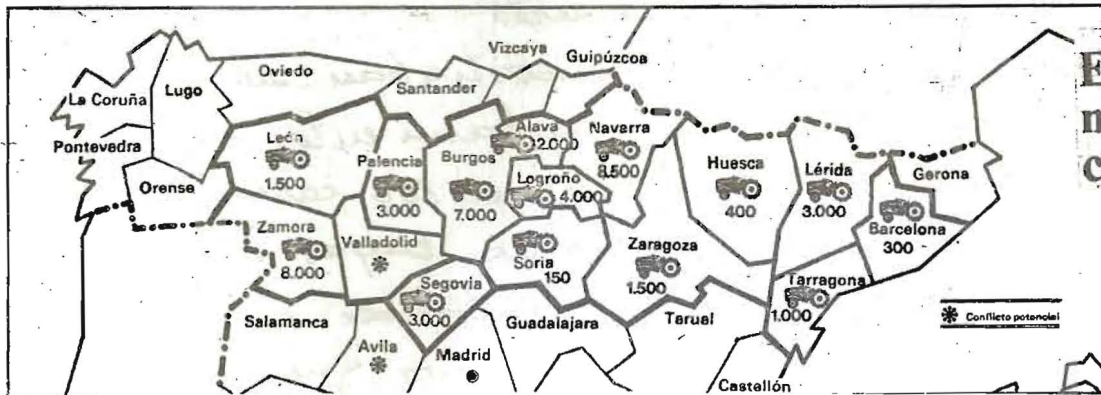 Vizcaya
Guipúzcoa
Oviedo
Santander
La Coruña
Lugo
León
1.500
Alava
2.000
Navarra
8.500
Pontevedra
Palencia
3.000
Burgos
7.000
Huesca
400
Lérida
3.000
Gerona
Orense
Logroño
4.000
Barcelona
300
Zamora
8.000
Valladolid
Soria
150
Zaragoza
1.500
Tarragona
1.000
Segovia
3.000
Salamanca
Guadalajara
Terual
Conflicto potencial
Avila
Madrid
Castellón
E
n
c